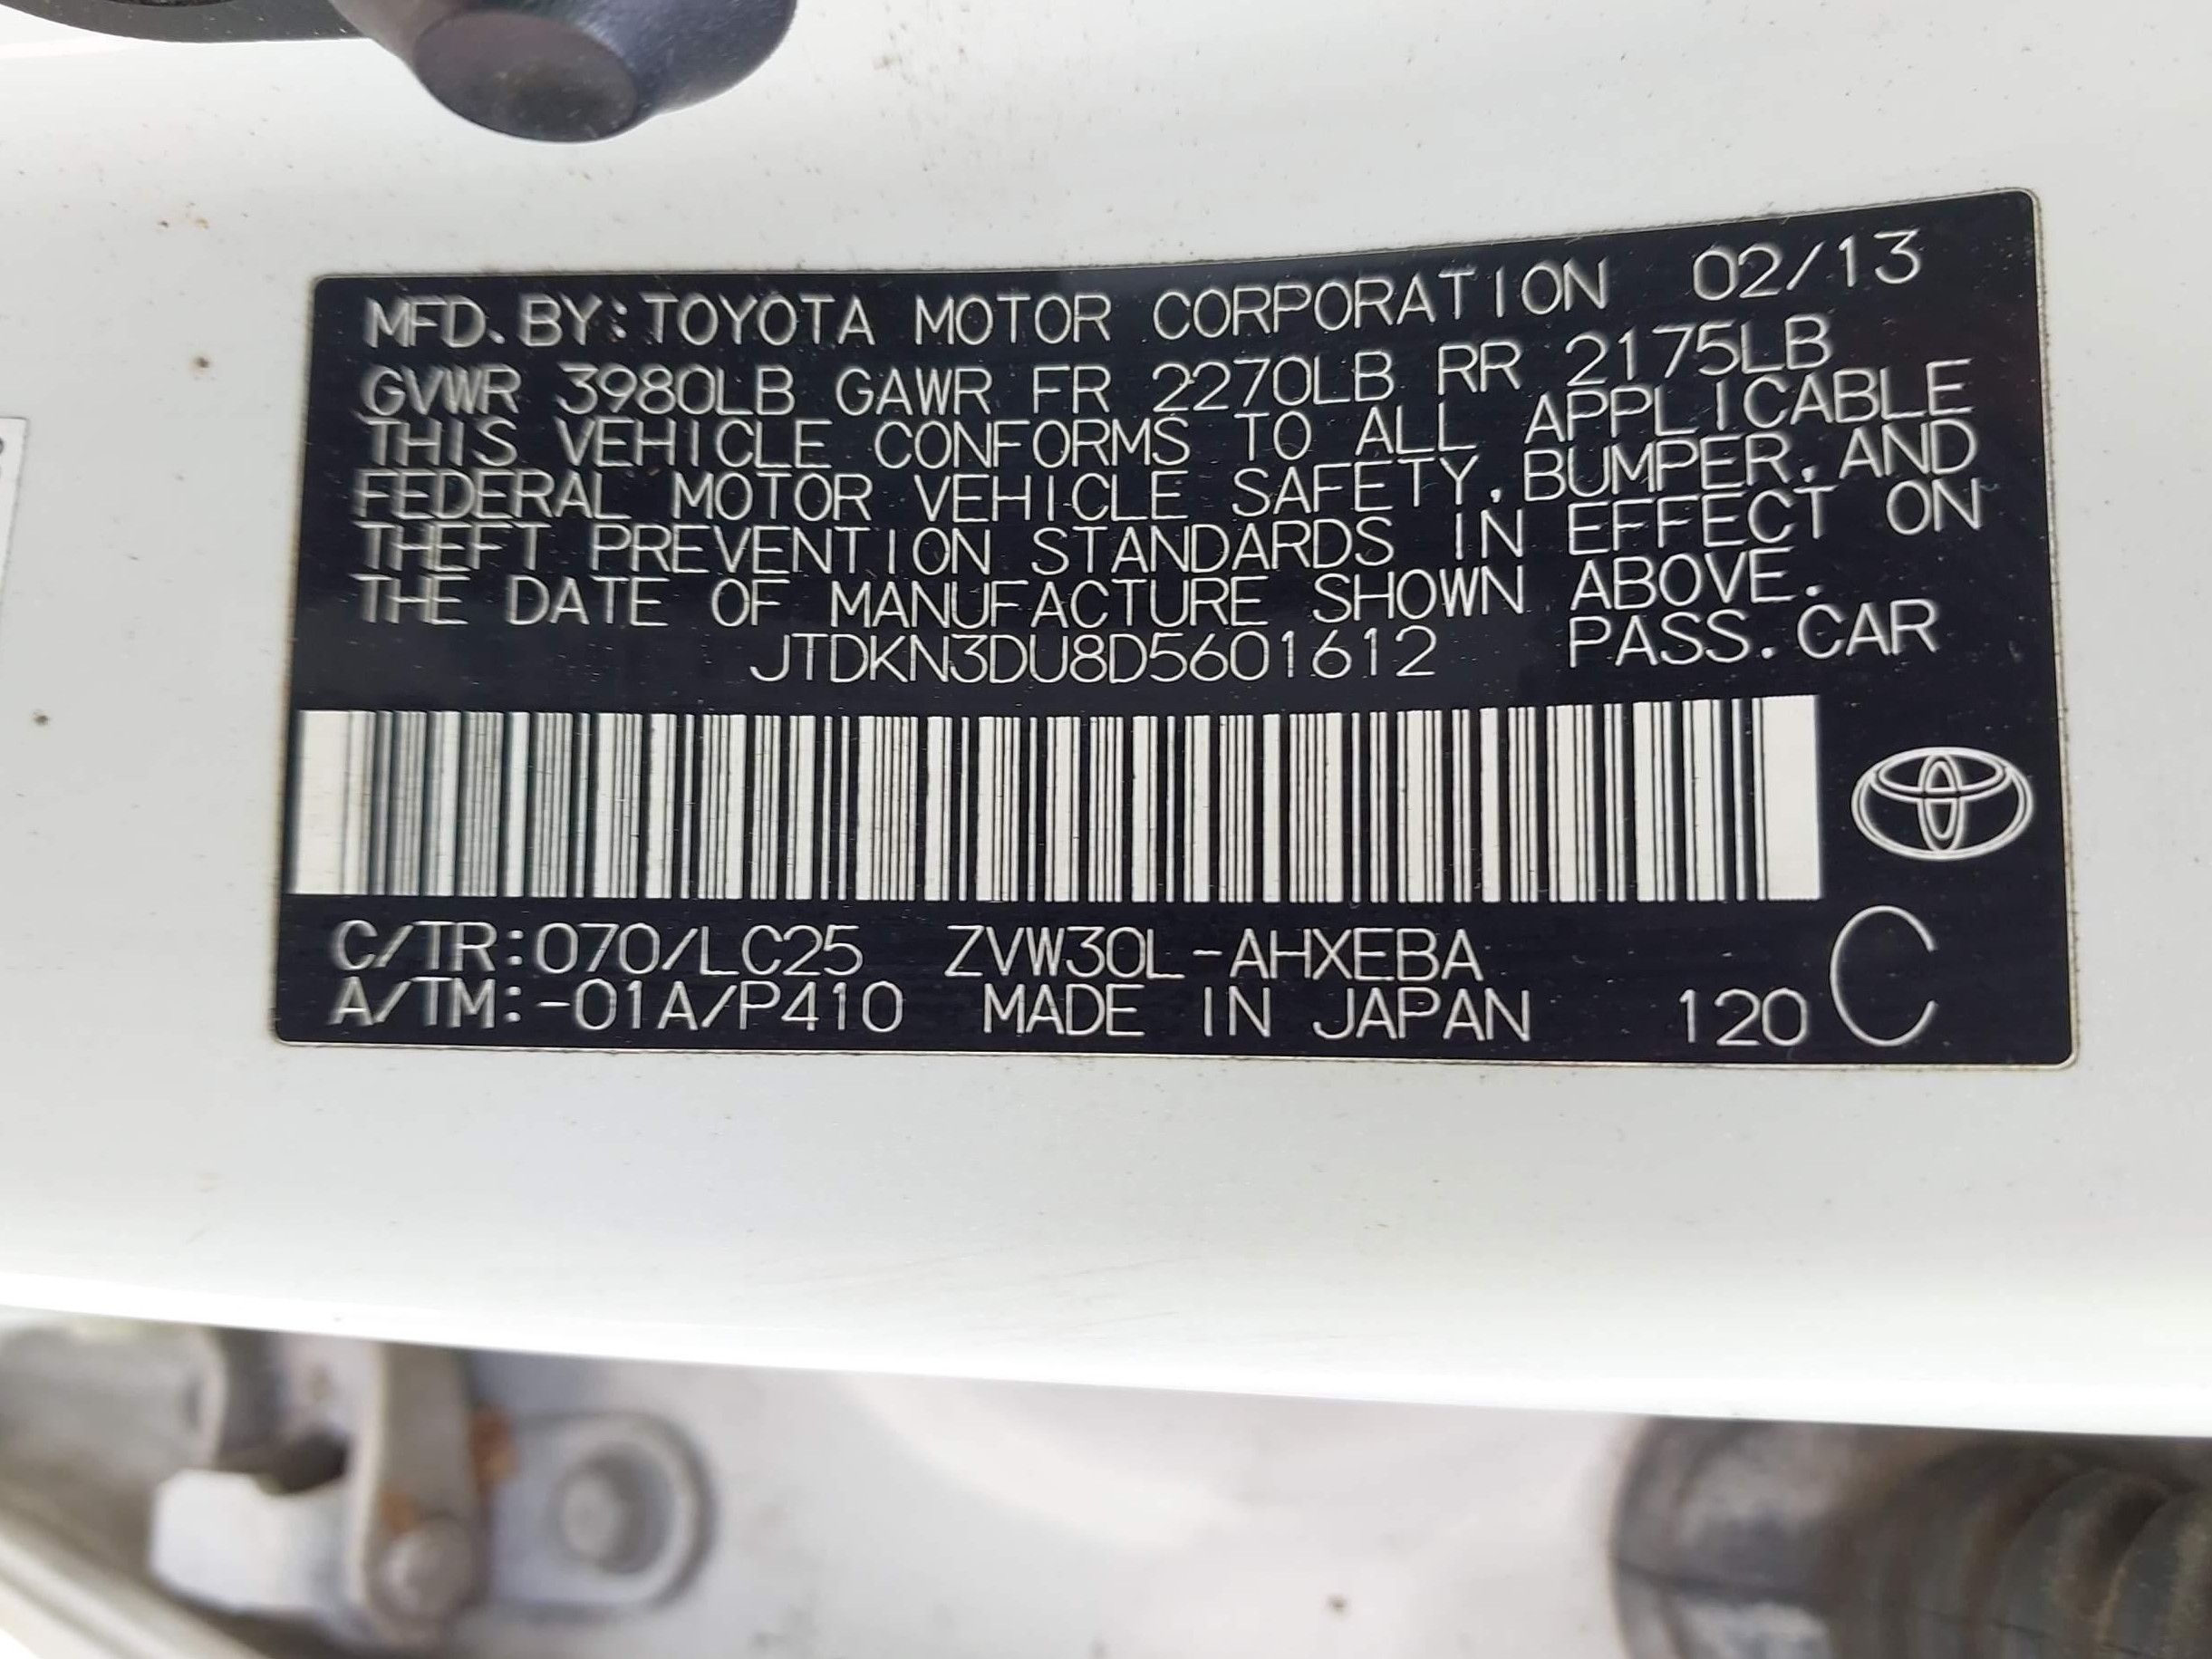 MFD. BY: TOYOTA MOTOR CORPORATION 02/13
GVWR 3980LB GAWR FR 2270LB RR 2175LB
THIS VEHICLE CONFORMS TO ALL APPLICABLE
FEDERAL MOTOR VEHICLE SAFETY, BUMPER, AND
THEFT PREVENTION STANDARDS IN EFFECT ON
THE DATE OF MANUFACTURE SHOWN ABOVE.
JTDKN3DU8D5601612 PASS. CAR
C/TR:070/LC25 ZVW30L-AHXEBA
A/TM:-01A/P410 MADE IN JAPAN 120 C